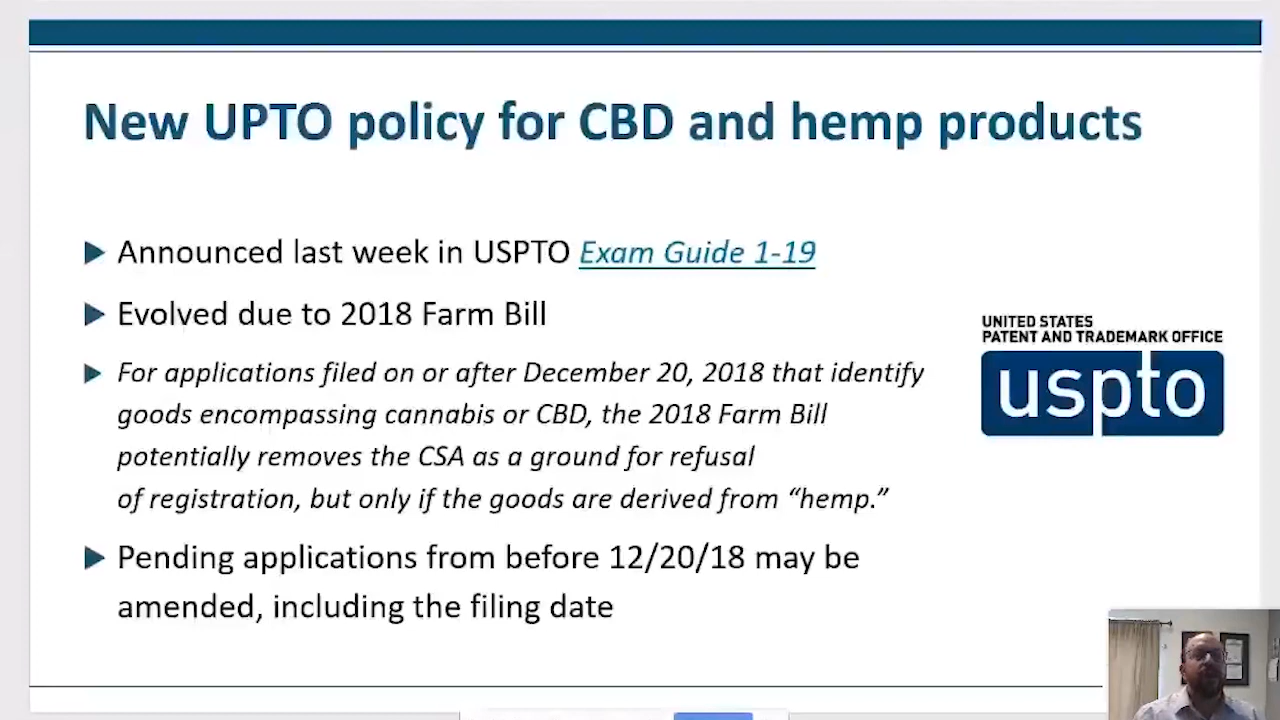 New UPTO policy for CBD and hemp products
Announced last week in USPTO Exam Guide 1-19
Evolved due to 2018 Farm Bill
For applications filed on or after December 20, 2018 that identify
goods encompassing cannabis or CBD, the 2018 Farm Bill
potentially removes the CSA as a ground for refusal
of registration, but only if the goods are derived from “hemp.”
Pending applications from before 12/20/18 may be
amended, including the filing date
UNITED STATES
PATENT AND TRADEMARK OFFICE
uspto